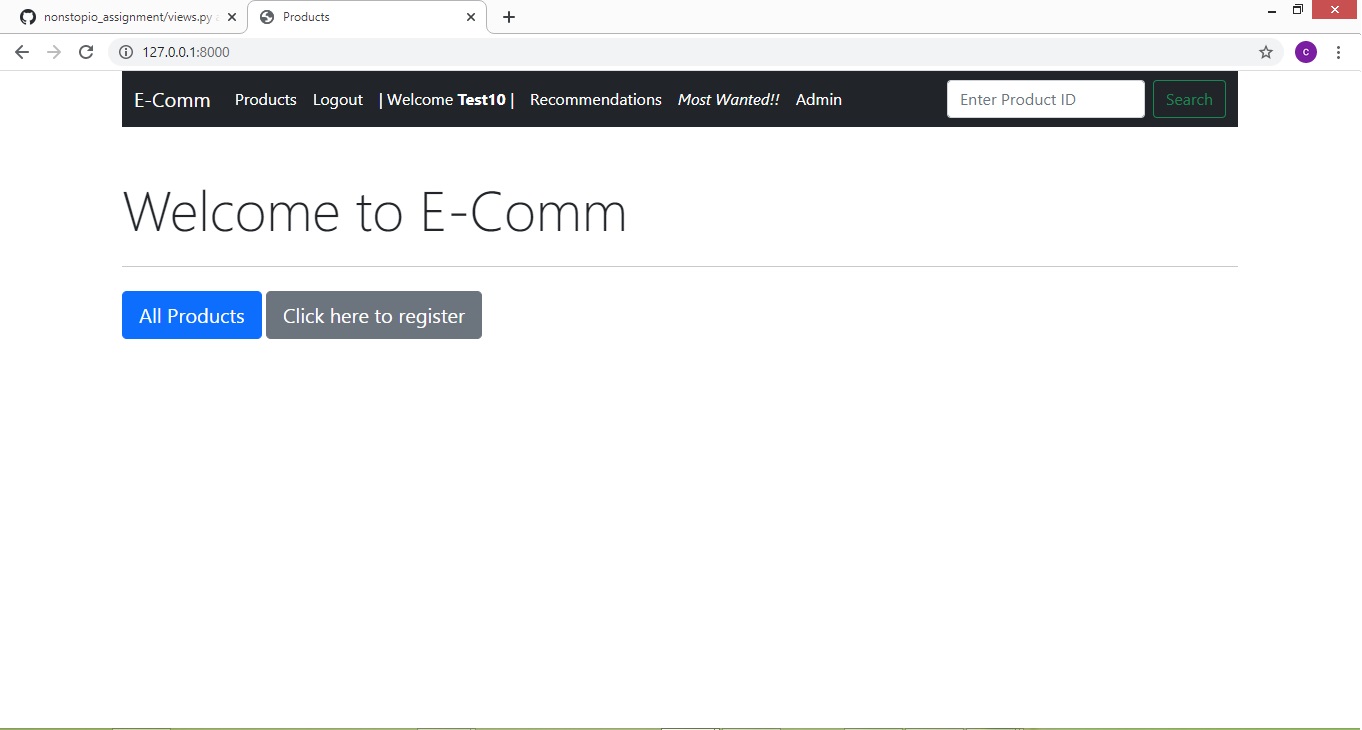 nonstopio_assignment/views.py
Products
127.0.0.1:8000
c
E-Comm Products Logout | Welcome Test10 | Recommendations Most Wanted!! Admin Enter Product ID Search
Welcome to E-Comm
All Products Click here to register